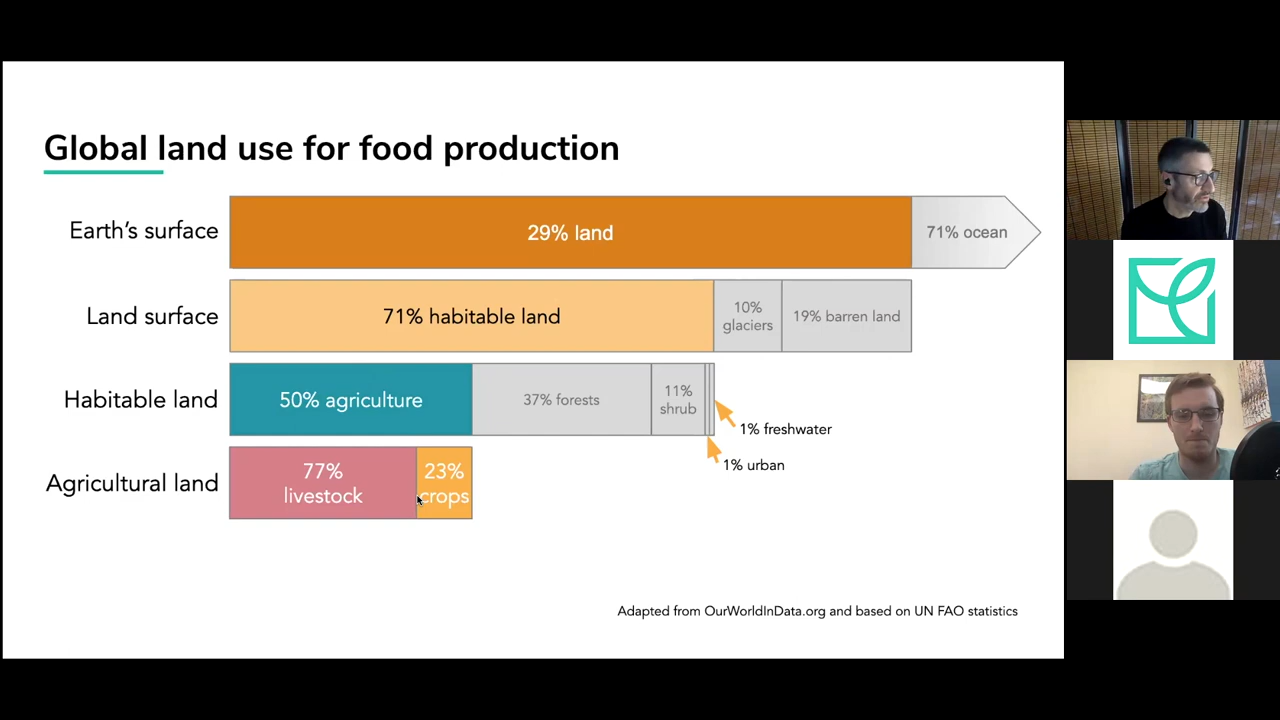 Global land use for food production
Earth's surface
29% land
71% ocean
Land surface
71% habitable land
10%
glaciers
19% barren land
Habitable land
50% agriculture
37% forests
11%
shrub
1% freshwater
1% urban
Agricultural land
77%
livestock
23%
crops
Adapted from OurWorldInData.org and based on UN FAO statistics